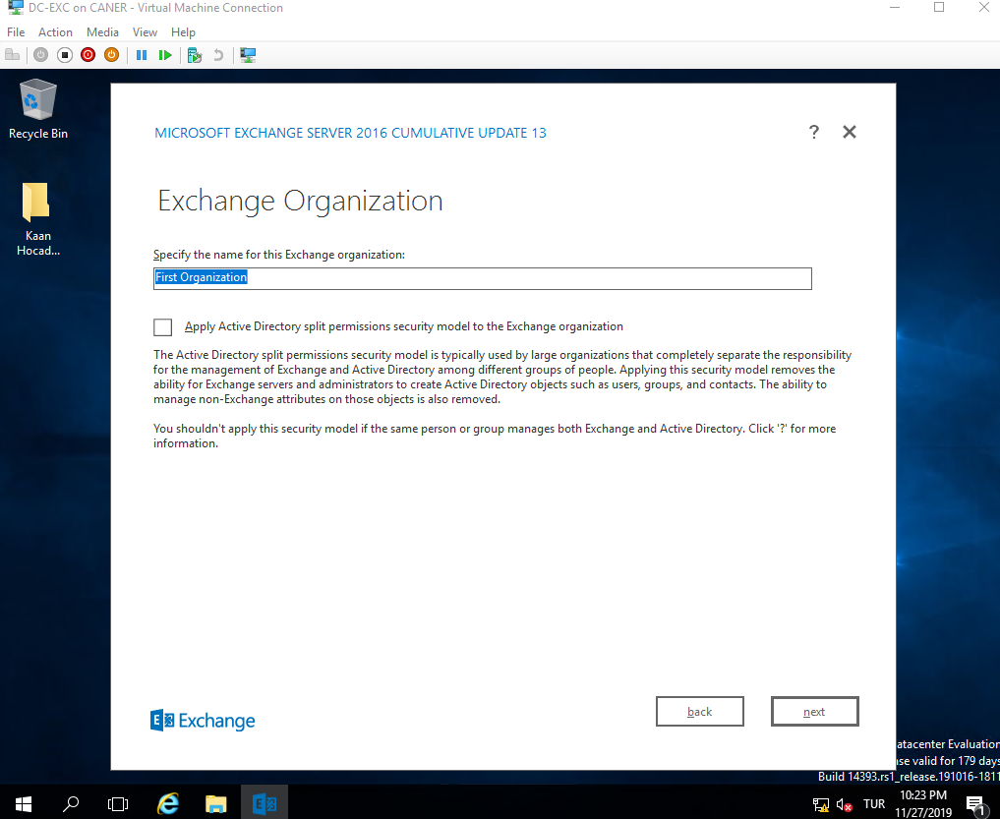 DC-EXC on CANER - Virtual Machine Connection
File Action Media View Help
Recycle Bin
Kaan
Hocad...
MICROSOFT EXCHANGE SERVER 2016 CUMULATIVE UPDATE 13
?
Exchange Organization
Specify the name for this Exchange organization:
First Organization
Apply Active Directory split permissions security model to the Exchange organization
The Active Directory split permissions security model is typically used by large organizations that completely separate the responsibility
for the management of Exchange and Active Directory among different groups of people. Applying this security model removes the
ability for Exchange servers and administrators to create Active Directory objects such as users, groups, and contacts. The ability to
manage non-Exchange attributes on those objects is also removed.
You shouldn't apply this security model if the same person or group manages both Exchange and Active Directory. Click '?' for more
information.
Exchange
back
next
atacenter Evaluation
se valid for 179 days
Build 14393.rs1_release.191016-1811
TUR
10:23 PM
11/27/2019
1